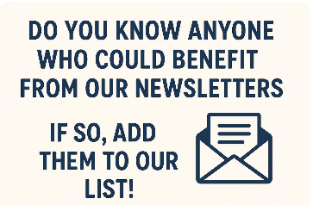 DO YOU KNOW ANYONE
WHO COULD BENEFIT
FROM OUR NEWSLETTERS
IF SO, ADD
THEM TO OUR
LIST!